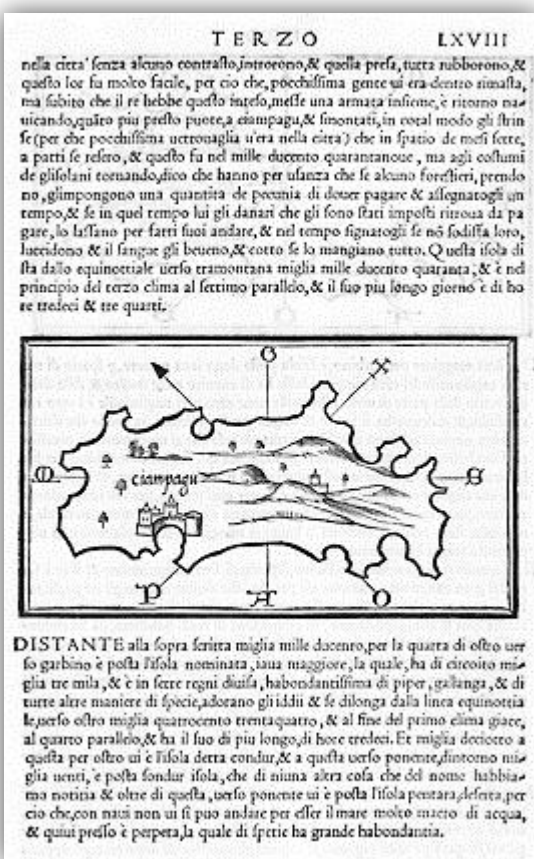 TERZO LXVIII
nella citta' senza alcuno contrasto, introrono, & quella presa, tutta rubborono, &
questo lor fu molto facile, per cio che, pochissima gente ui era dentro rimasta,
ma subito che il re hebbe questo inteso, messe una armata insieme, e ritorno na-
uicando, quãto piu presto puote, a ciampagu, & smontati, in cotal modo gli strin
se (per che pochissima uettouaglia u'era nella citta') che in spatio de mesi sette,
a patti se resero, & questo fu nel mille ducento quarantanoue, ma agli costumi
de glisolani tornando, dico che hanno per usanza che se alcuno forestieri, prendo
no, glimpongono una quantita de pecunia di douer pagare & assegnatogli un
tempo, & se in quel tempo lui gli danari che gli sono stati imposti ritroua da pa
gare, lo lassano per fatti suoi andare, & nel tempo signatogli se nõ sodissa loro,
luccidono & il sangue gli beueno, & cotto se lo mangiano tutto. Questa isola di
sta dallo equinottiale uerso tramontana miglia mille ducento quaranta, & è nel
principio del terzo clima al settimo parallelo, & il suo piu longo giorno è di ho
re tredeci & tre quarti.
G
M
ciampagu
S
P
A
O
DISTANTE alla sopra scritta miglia mille ducento, per la quarta di ostro uer
so garbino è posta l'isola nominata, iaua maggiore, la quale, ha di circoito mi-
glia tre mila, & è in sette regni diuisa, habondantissima di piper, gallanga, & di
tutte altre maniere di specie, adorano gli iddii & se dilonga dalla linea equinottia
le, uerso ostro miglia quatrocento trentaquatro, & al fine del primo clima giace,
al quarto parallelo, & ha il suo di piu longo, di hore tredeci. Et miglia deciotto a
questa per ostro ui è l'isola detta condur, & a questa uerso ponente, dintorno mi-
glia uenti, è posta sondur isola, che di niuna altra cosa che del nome habbia-
mo notitia & oltre di questa, uerso ponente ui è posta l'isola pentara, deserta, per
cio che, con naui non ui si puo andare per esser il mare molto macro di acqua,
& quiui presso è perpera, la quale di spetie ha grande habondantia.